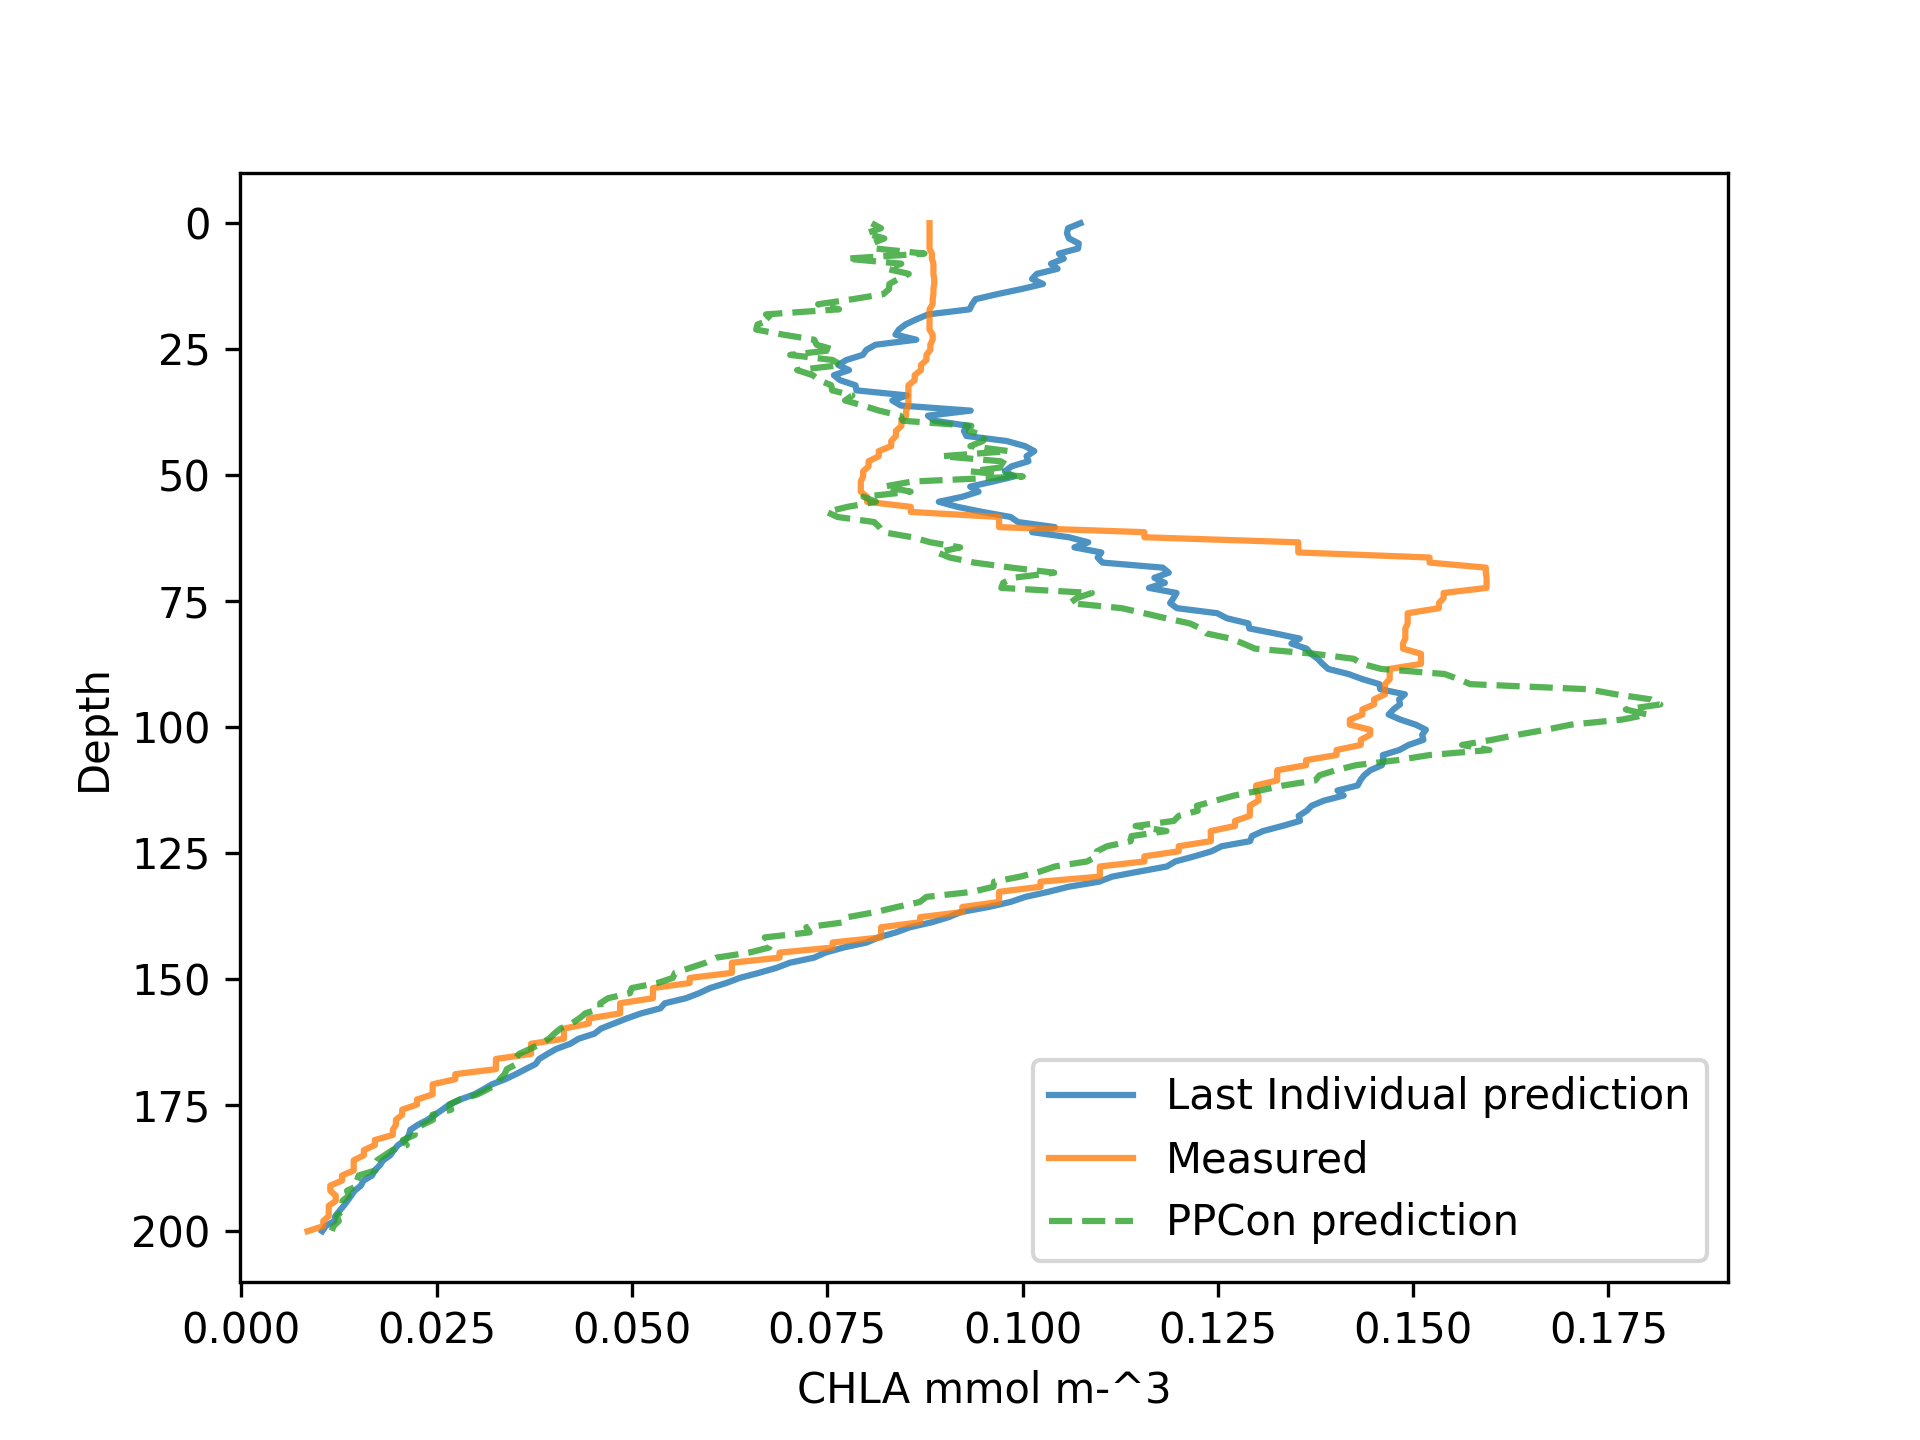 0
25
50
75
100
125
150
175
200
Depth
0.000 0.025 0.050 0.075 0.100 0.125 0.150 0.175
CHLA mmol m-^3
Last Individual prediction
Measured
PPCon prediction